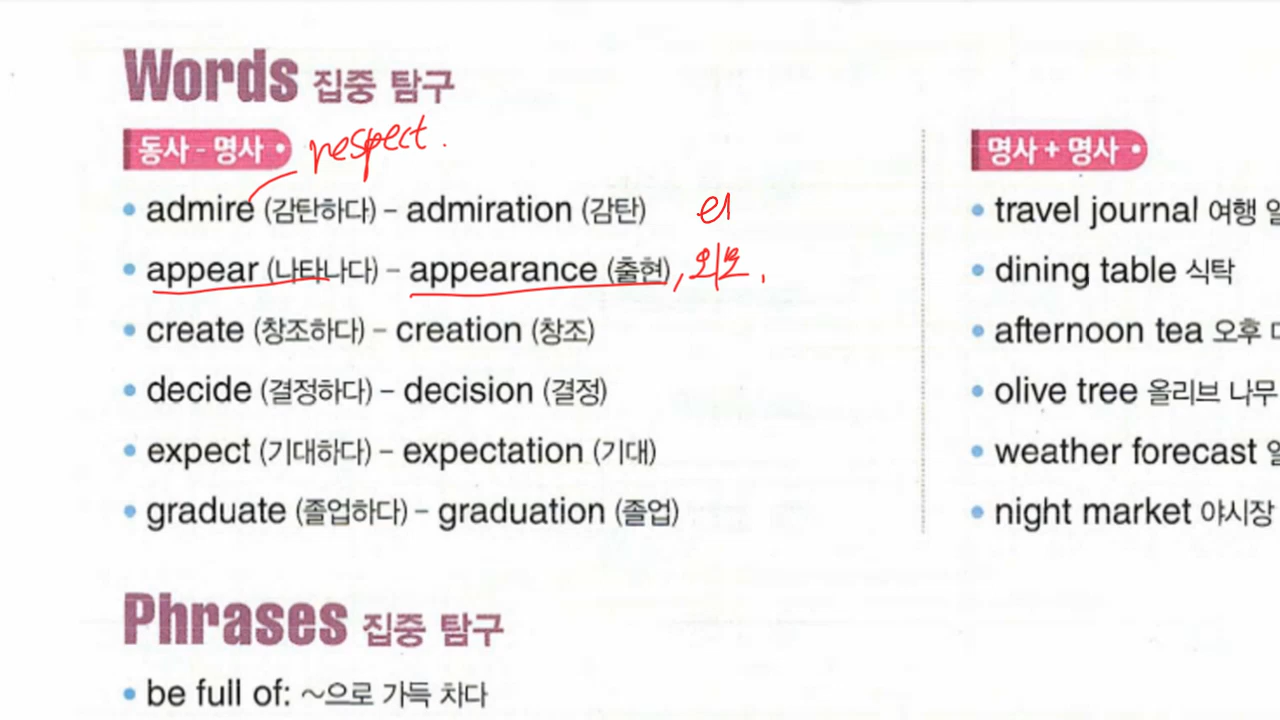 Words 집중 탐구
동사 - 명사
respect.
admire (감탄하다) – admiration (감탄)
appear (나타나다) – appearance (출현), 외모.
create (창조하다) – creation (창조)
decide (결정하다) – decision (결정)
expect (기대하다) – expectation (기대)
graduate (졸업하다) – graduation (졸업)
명사 + 명사
travel journal 여행
dining table 식탁
afternoon tea 오후
olive tree 올리브 나무
weather forecast
night market 야시장
Phrases 집중 탐구
be full of: ~으로 가득 차다